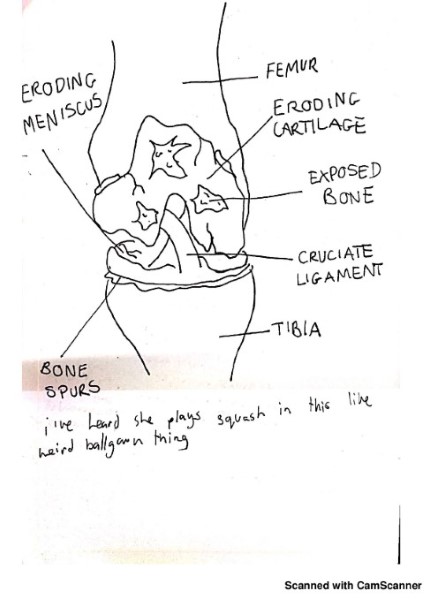 FEMUR
ERODING
MENISCUS
ERODING
CARTILAGE
EXPOSED
BONE
CRUCIATE
LIGAMENT
TIBIA
BONE
SPURS
i've heard she plays squash in this like
weird ballgown thing
Scanned with CamScanner